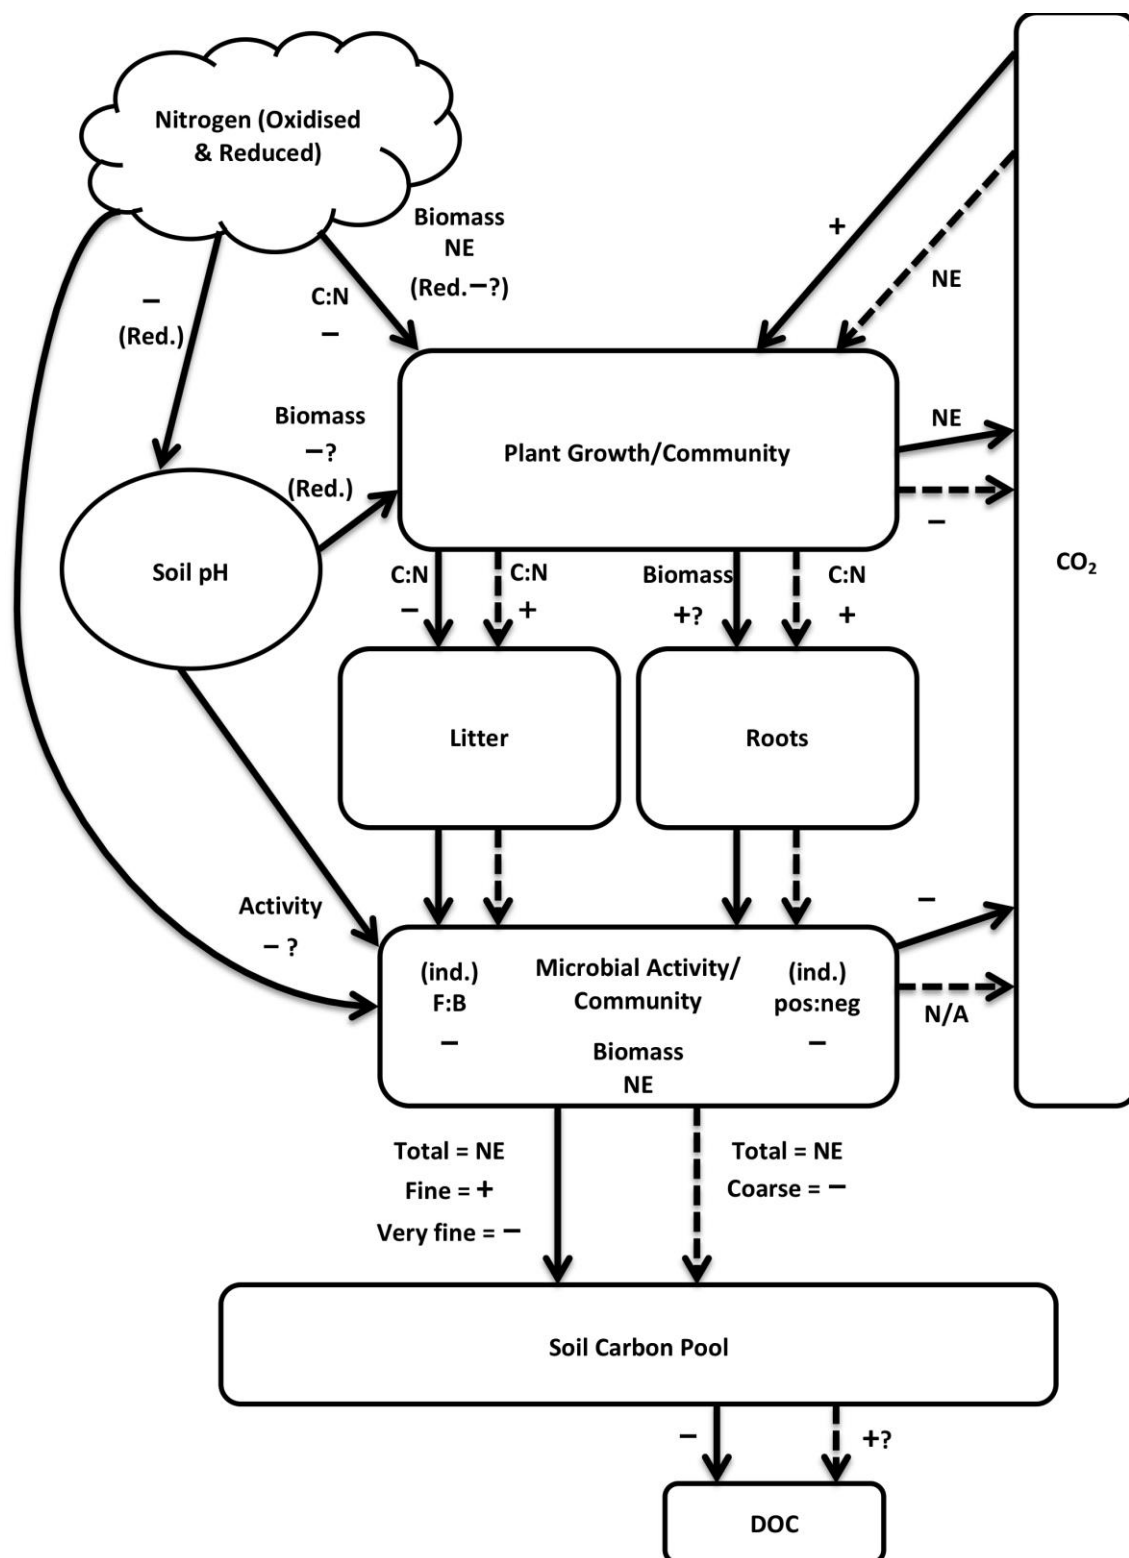 Nitrogen (Oxidised
& Reduced)
Biomass
NE
(Red.–?)
C:N
–
–
(Red.)
+
NE
Biomass
–?
(Red.)
Plant Growth/Community
NE
–
Soil pH
CO₂
C:N
–
C:N
+
Biomass
+?
C:N
+
Litter
Roots
Activity
– ?
(ind.)
F:B
–
Microbial Activity/
Community
Biomass
NE
(ind.)
pos:neg
–
–
N/A
Total = NE
Fine = +
Very fine = –
Total = NE
Coarse = –
Soil Carbon Pool
–
+?
DOC